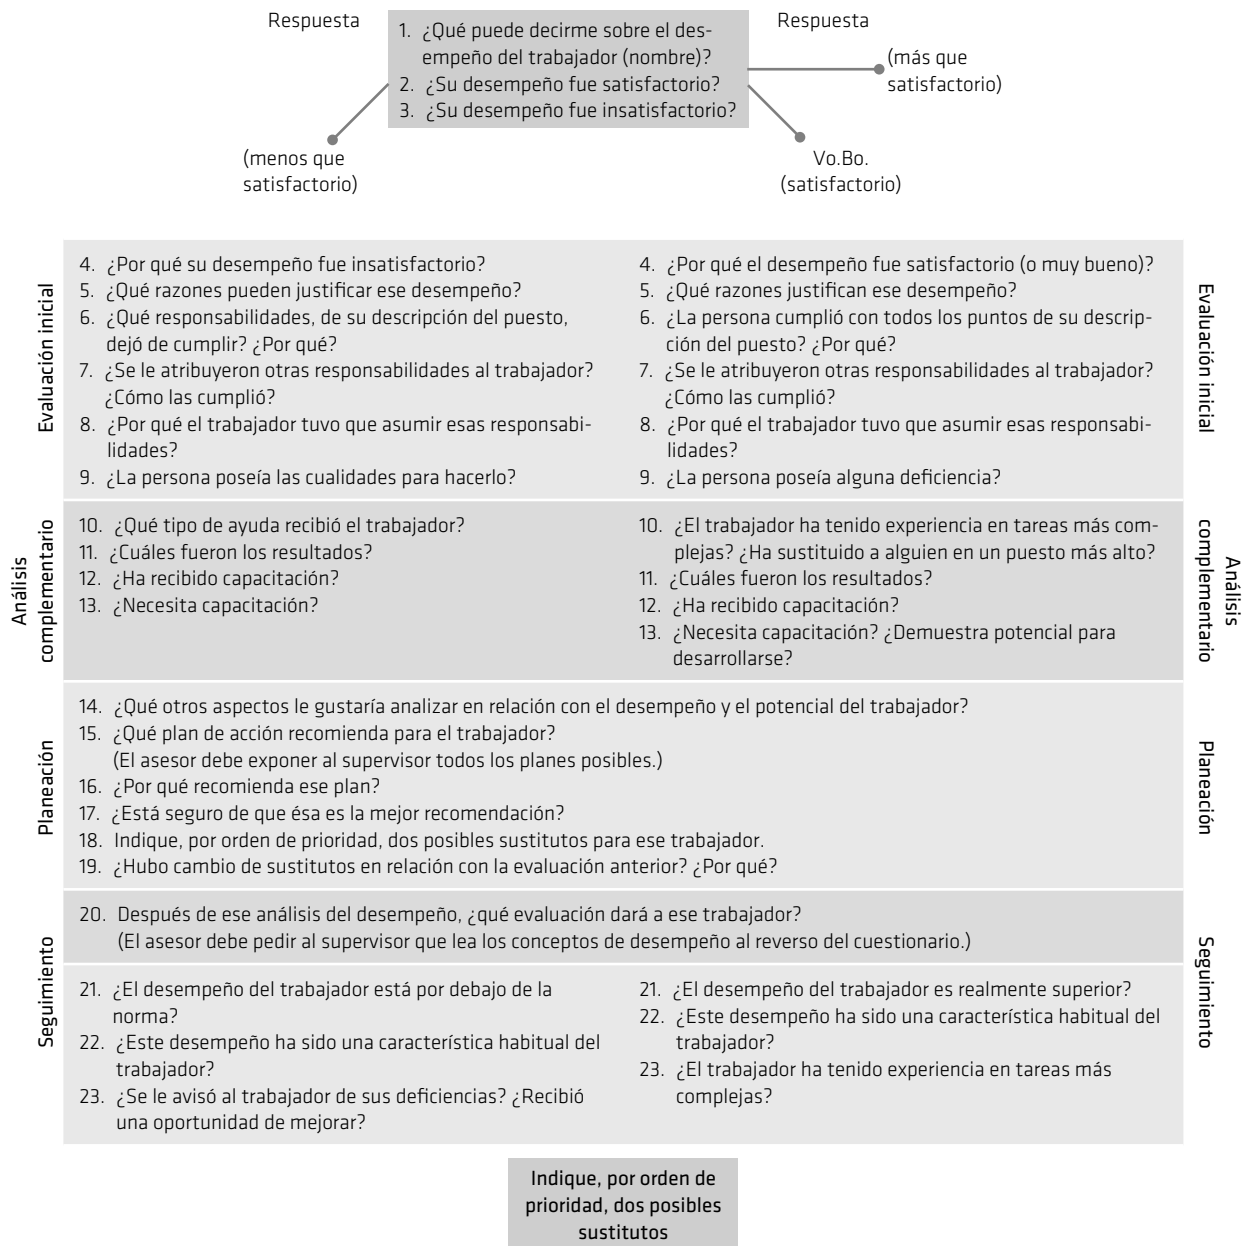 Respuesta
1. ¿Qué puede decirme sobre el des-
empeño del trabajador (nombre)?
2. ¿Su desempeño fue satisfactorio?
3. ¿Su desempeño fue insatisfactorio?
Respuesta
(más que
satisfactorio)
(menos que
satisfactorio)
Vo.Bo.
(satisfactorio)
Evaluación inicial
4. ¿Por qué su desempeño fue insatisfactorio?
5. ¿Qué razones pueden justificar ese desempeño?
6. ¿Qué responsabilidades, de su descripción del puesto,
dejó de cumplir? ¿Por qué?
7. ¿Se le atribuyeron otras responsabilidades al trabajador?
¿Cómo las cumplió?
8. ¿Por qué el trabajador tuvo que asumir esas responsabi-
lidades?
9. ¿La persona poseía las cualidades para hacerlo?
4. ¿Por qué el desempeño fue satisfactorio (o muy bueno)?
5. ¿Qué razones justifican ese desempeño?
6. ¿La persona cumplió con todos los puntos de su descrip-
ción del puesto? ¿Por qué?
7. ¿Se le atribuyeron otras responsabilidades al trabajador?
¿Cómo las cumplió?
8. ¿Por qué el trabajador tuvo que asumir esas responsabi-
lidades?
9. ¿La persona poseía alguna deficiencia?
Evaluación inicial
Análisis
complementario
10. ¿Qué tipo de ayuda recibió el trabajador?
11. ¿Cuáles fueron los resultados?
12. ¿Ha recibido capacitación?
13. ¿Necesita capacitación?
10. ¿El trabajador ha tenido experiencia en tareas más com-
plejas? ¿Ha sustituido a alguien en un puesto más alto?
11. ¿Cuáles fueron los resultados?
12. ¿Ha recibido capacitación?
13. ¿Necesita capacitación? ¿Demuestra potencial para
desarrollarse?
Análisis
complementario
Planeación
14. ¿Qué otros aspectos le gustaría analizar en relación con el desempeño y el potencial del trabajador?
15. ¿Qué plan de acción recomienda para el trabajador?
(El asesor debe exponer al supervisor todos los planes posibles.)
16. ¿Por qué recomienda ese plan?
17. ¿Está seguro de que ésa es la mejor recomendación?
18. Indique, por orden de prioridad, dos posibles sustitutos para ese trabajador.
19. ¿Hubo cambio de sustitutos en relación con la evaluación anterior? ¿Por qué?
Planeación
Seguimiento
20. Después de ese análisis del desempeño, ¿qué evaluación dará a ese trabajador?
(El asesor debe pedir al supervisor que lea los conceptos de desempeño al reverso del cuestionario.)
21. ¿El desempeño del trabajador está por debajo de la
norma?
22. ¿Este desempeño ha sido una característica habitual del
trabajador?
23. ¿Se le avisó al trabajador de sus deficiencias? ¿Recibió
una oportunidad de mejorar?
21. ¿El desempeño del trabajador es realmente superior?
22. ¿Este desempeño ha sido una característica habitual del
trabajador?
23. ¿El trabajador ha tenido experiencia en tareas más
complejas?
Seguimiento
Indique, por orden de
prioridad, dos posibles
sustitutos